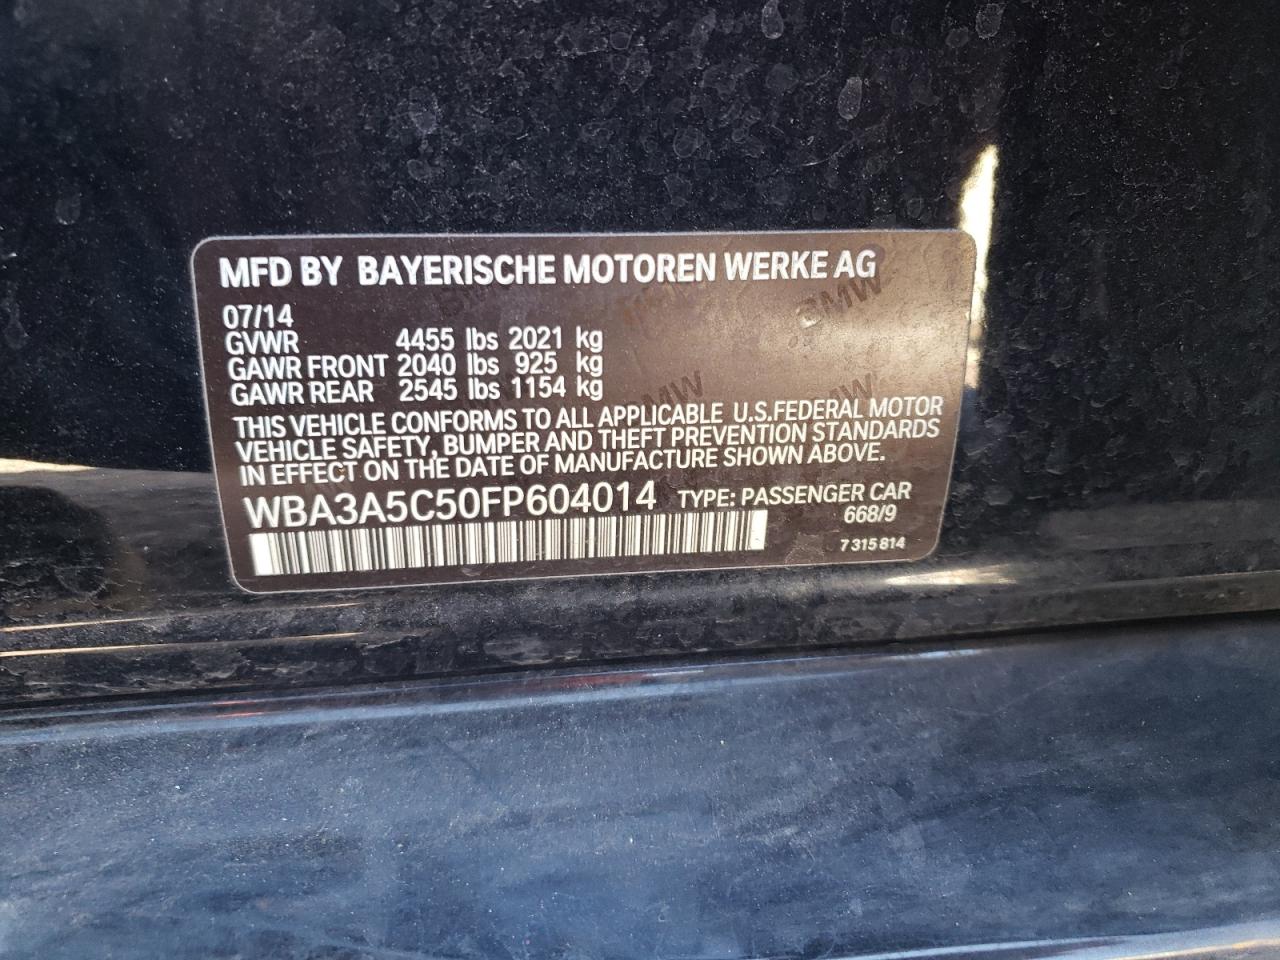 MFD BY BAYERISCHE MOTOREN WERKE AG
07/14
GVWR 4455 lbs 2021 kg
GAWR FRONT 2040 lbs 925 kg
GAWR REAR 2545 lbs 1154 kg
THIS VEHICLE CONFORMS TO ALL APPLICABLE U.S.FEDERAL MOTOR
VEHICLE SAFETY, BUMPER AND THEFT PREVENTION STANDARDS
IN EFFECT ON THE DATE OF MANUFACTURE SHOWN ABOVE.
WBA3A5C50FP604014 TYPE: PASSENGER CAR
668/9
7 315 814
BMW
BMW